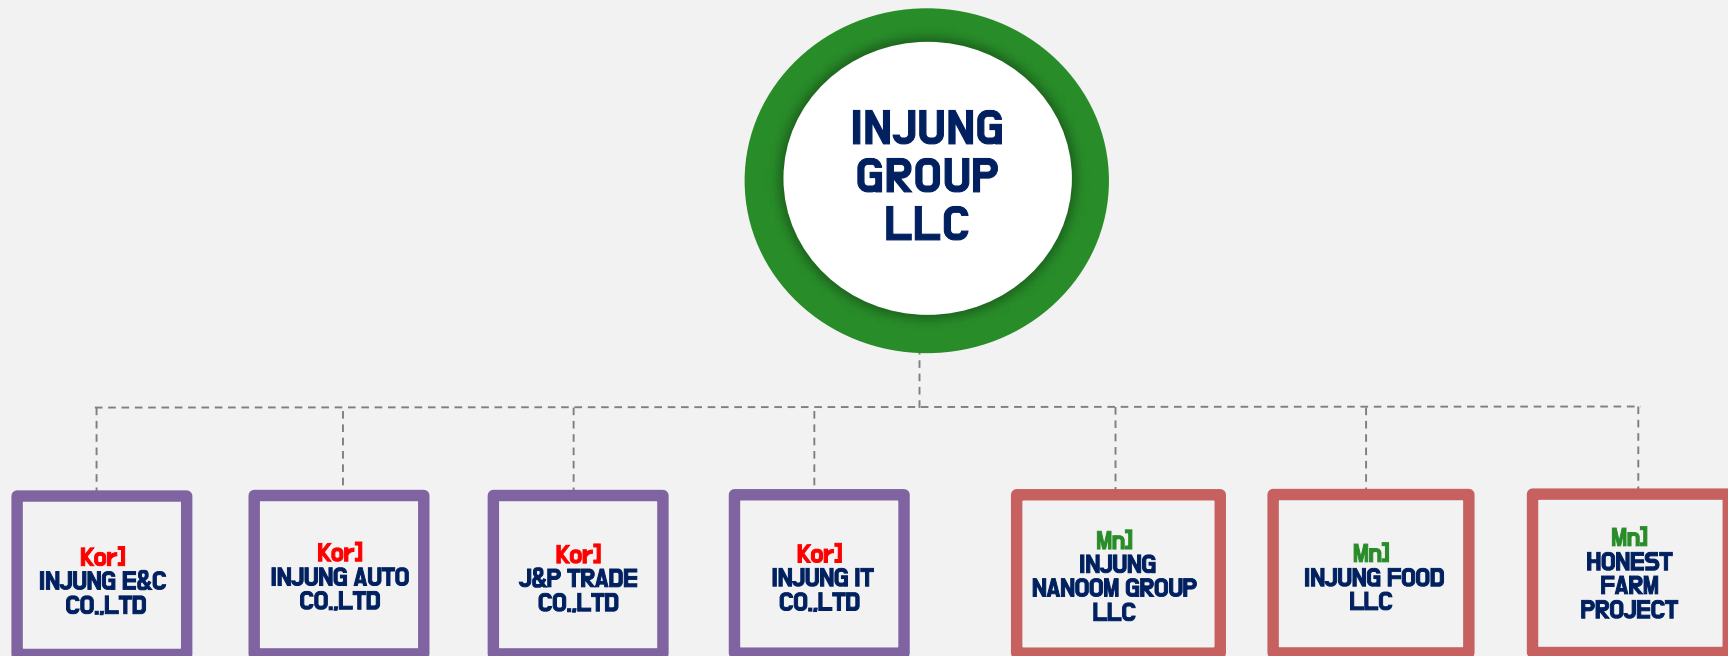 INJUNG
GROUP
LLC
Kor]
INJUNG E&C
CO.,LTD
Kor]
INJUNG AUTO
CO.,LTD
Kor]
J&P TRADE
CO.,LTD
Kor]
INJUNG IT
CO.,LTD
Mn]
INJUNG
NANOOM GROUP
LLC
Mn]
INJUNG FOOD
LLC
Mn]
HONEST
FARM
PROJECT